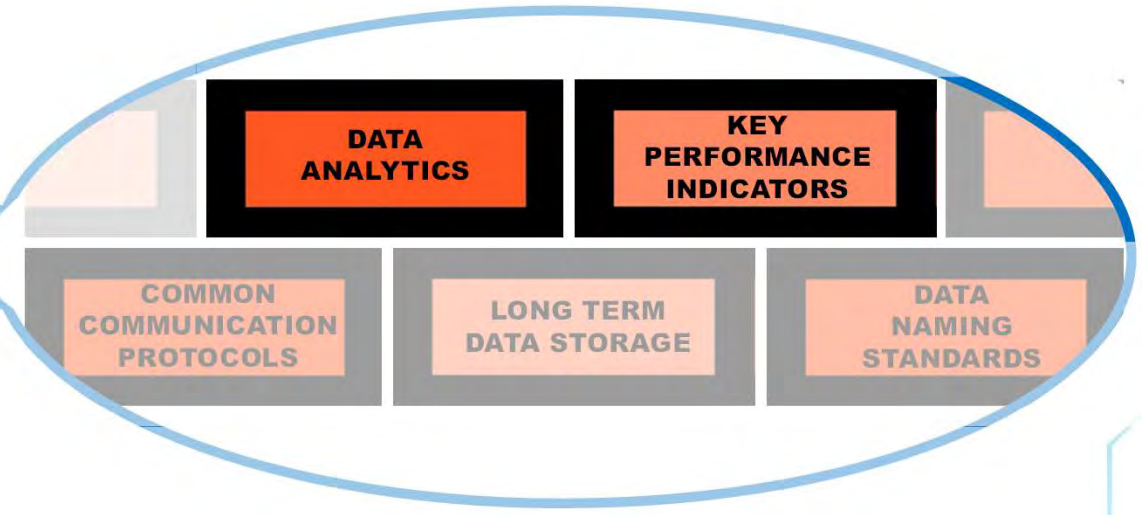 DATA
ANALYTICS
KEY
PERFORMANCE
INDICATORS
COMMON
COMMUNICATION
PROTOCOLS
LONG TERM
DATA STORAGE
DATA
NAMING
STANDARDS